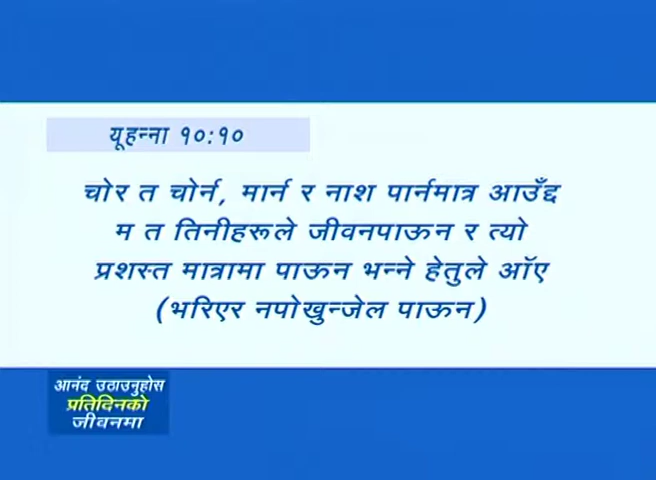 यूहन्ना १०:१०
चोर त चोर्न, मार्न र नाश पार्नमात्र आउँद्द
म त तिनीहरूले जीवनपाऊन र त्यो
प्रशस्त मात्रामा पाऊन भन्ने हेतुले ऑए
(भरिएर नपोखुन्जेल पाऊन)
आनंद उठाउनुहोस
प्रतिदिनको
जीवनमा